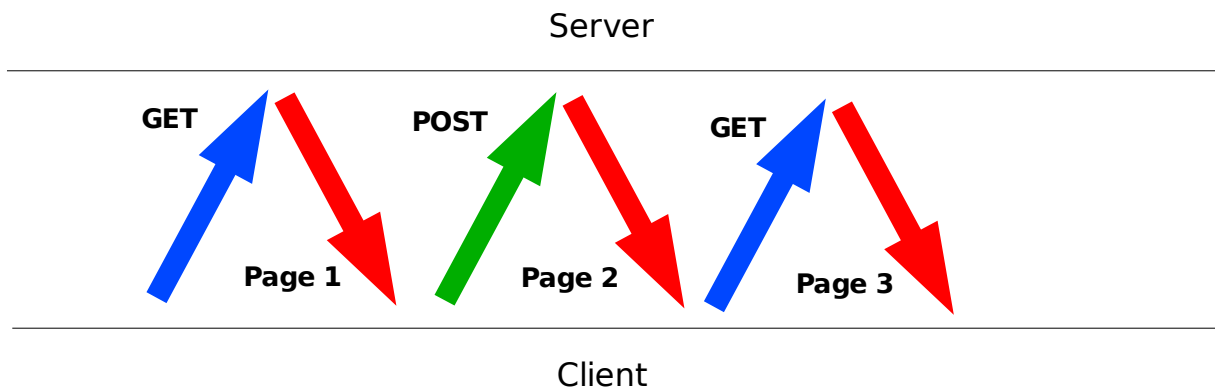 Server
GET
POST
GET
Page 1
Page 2
Page 3
Client